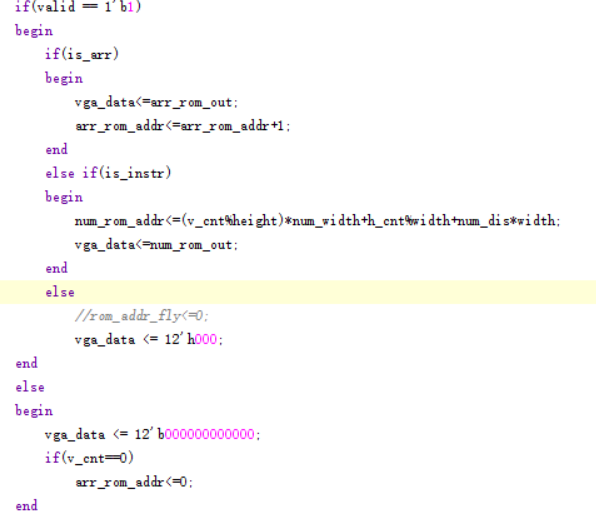 if(valid == 1'b1)
begin
if(is_arr)
begin
vga_data<=arr_rom_out;
arr_rom_addr<=arr_rom_addr+1;
end
else if(is_instr)
begin
num_rom_addr<=(v_cnt%height)*num_width+h_cnt%width+num_dis*width;
vga_data<=num_rom_out;
end
else
//rom_addr_fly<=0;
vga_data <= 12'h000;
end
else
begin
vga_data <= 12'b000000000000;
if(v_cnt==0)
arr_rom_addr<=0;
end